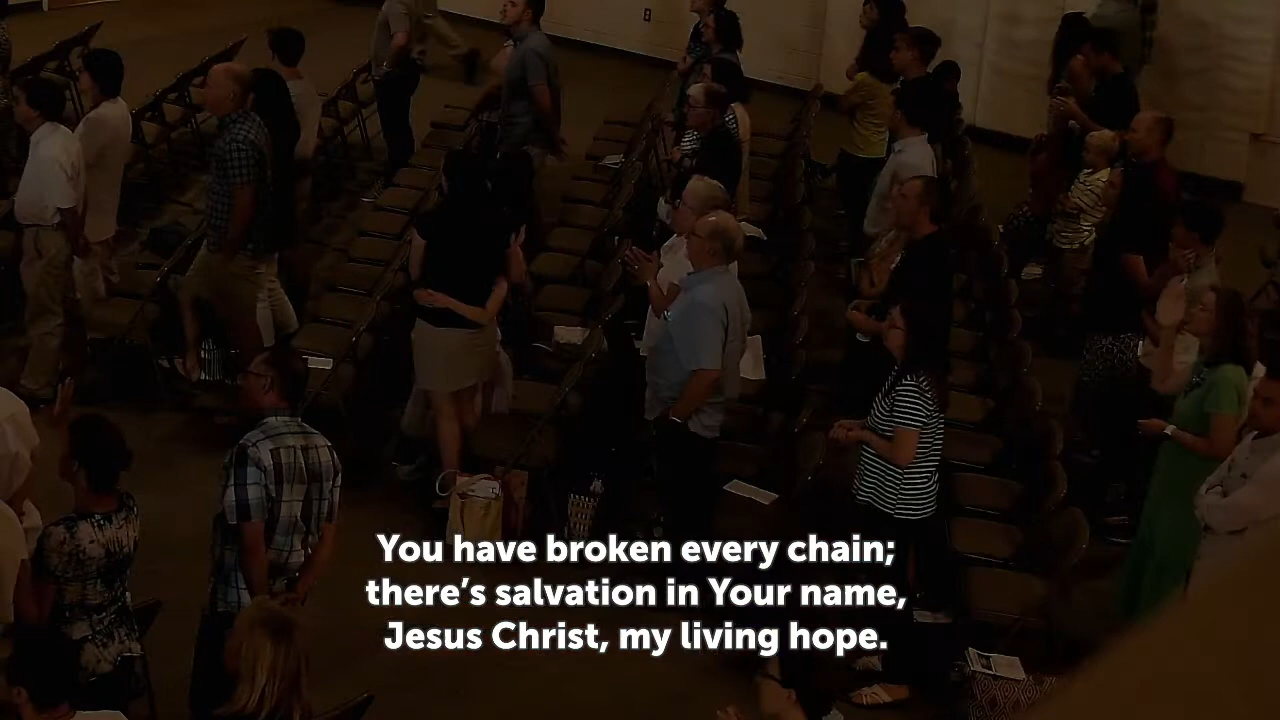 You have broken every chain;
there's salvation in Your name,
Jesus Christ, my living hope.